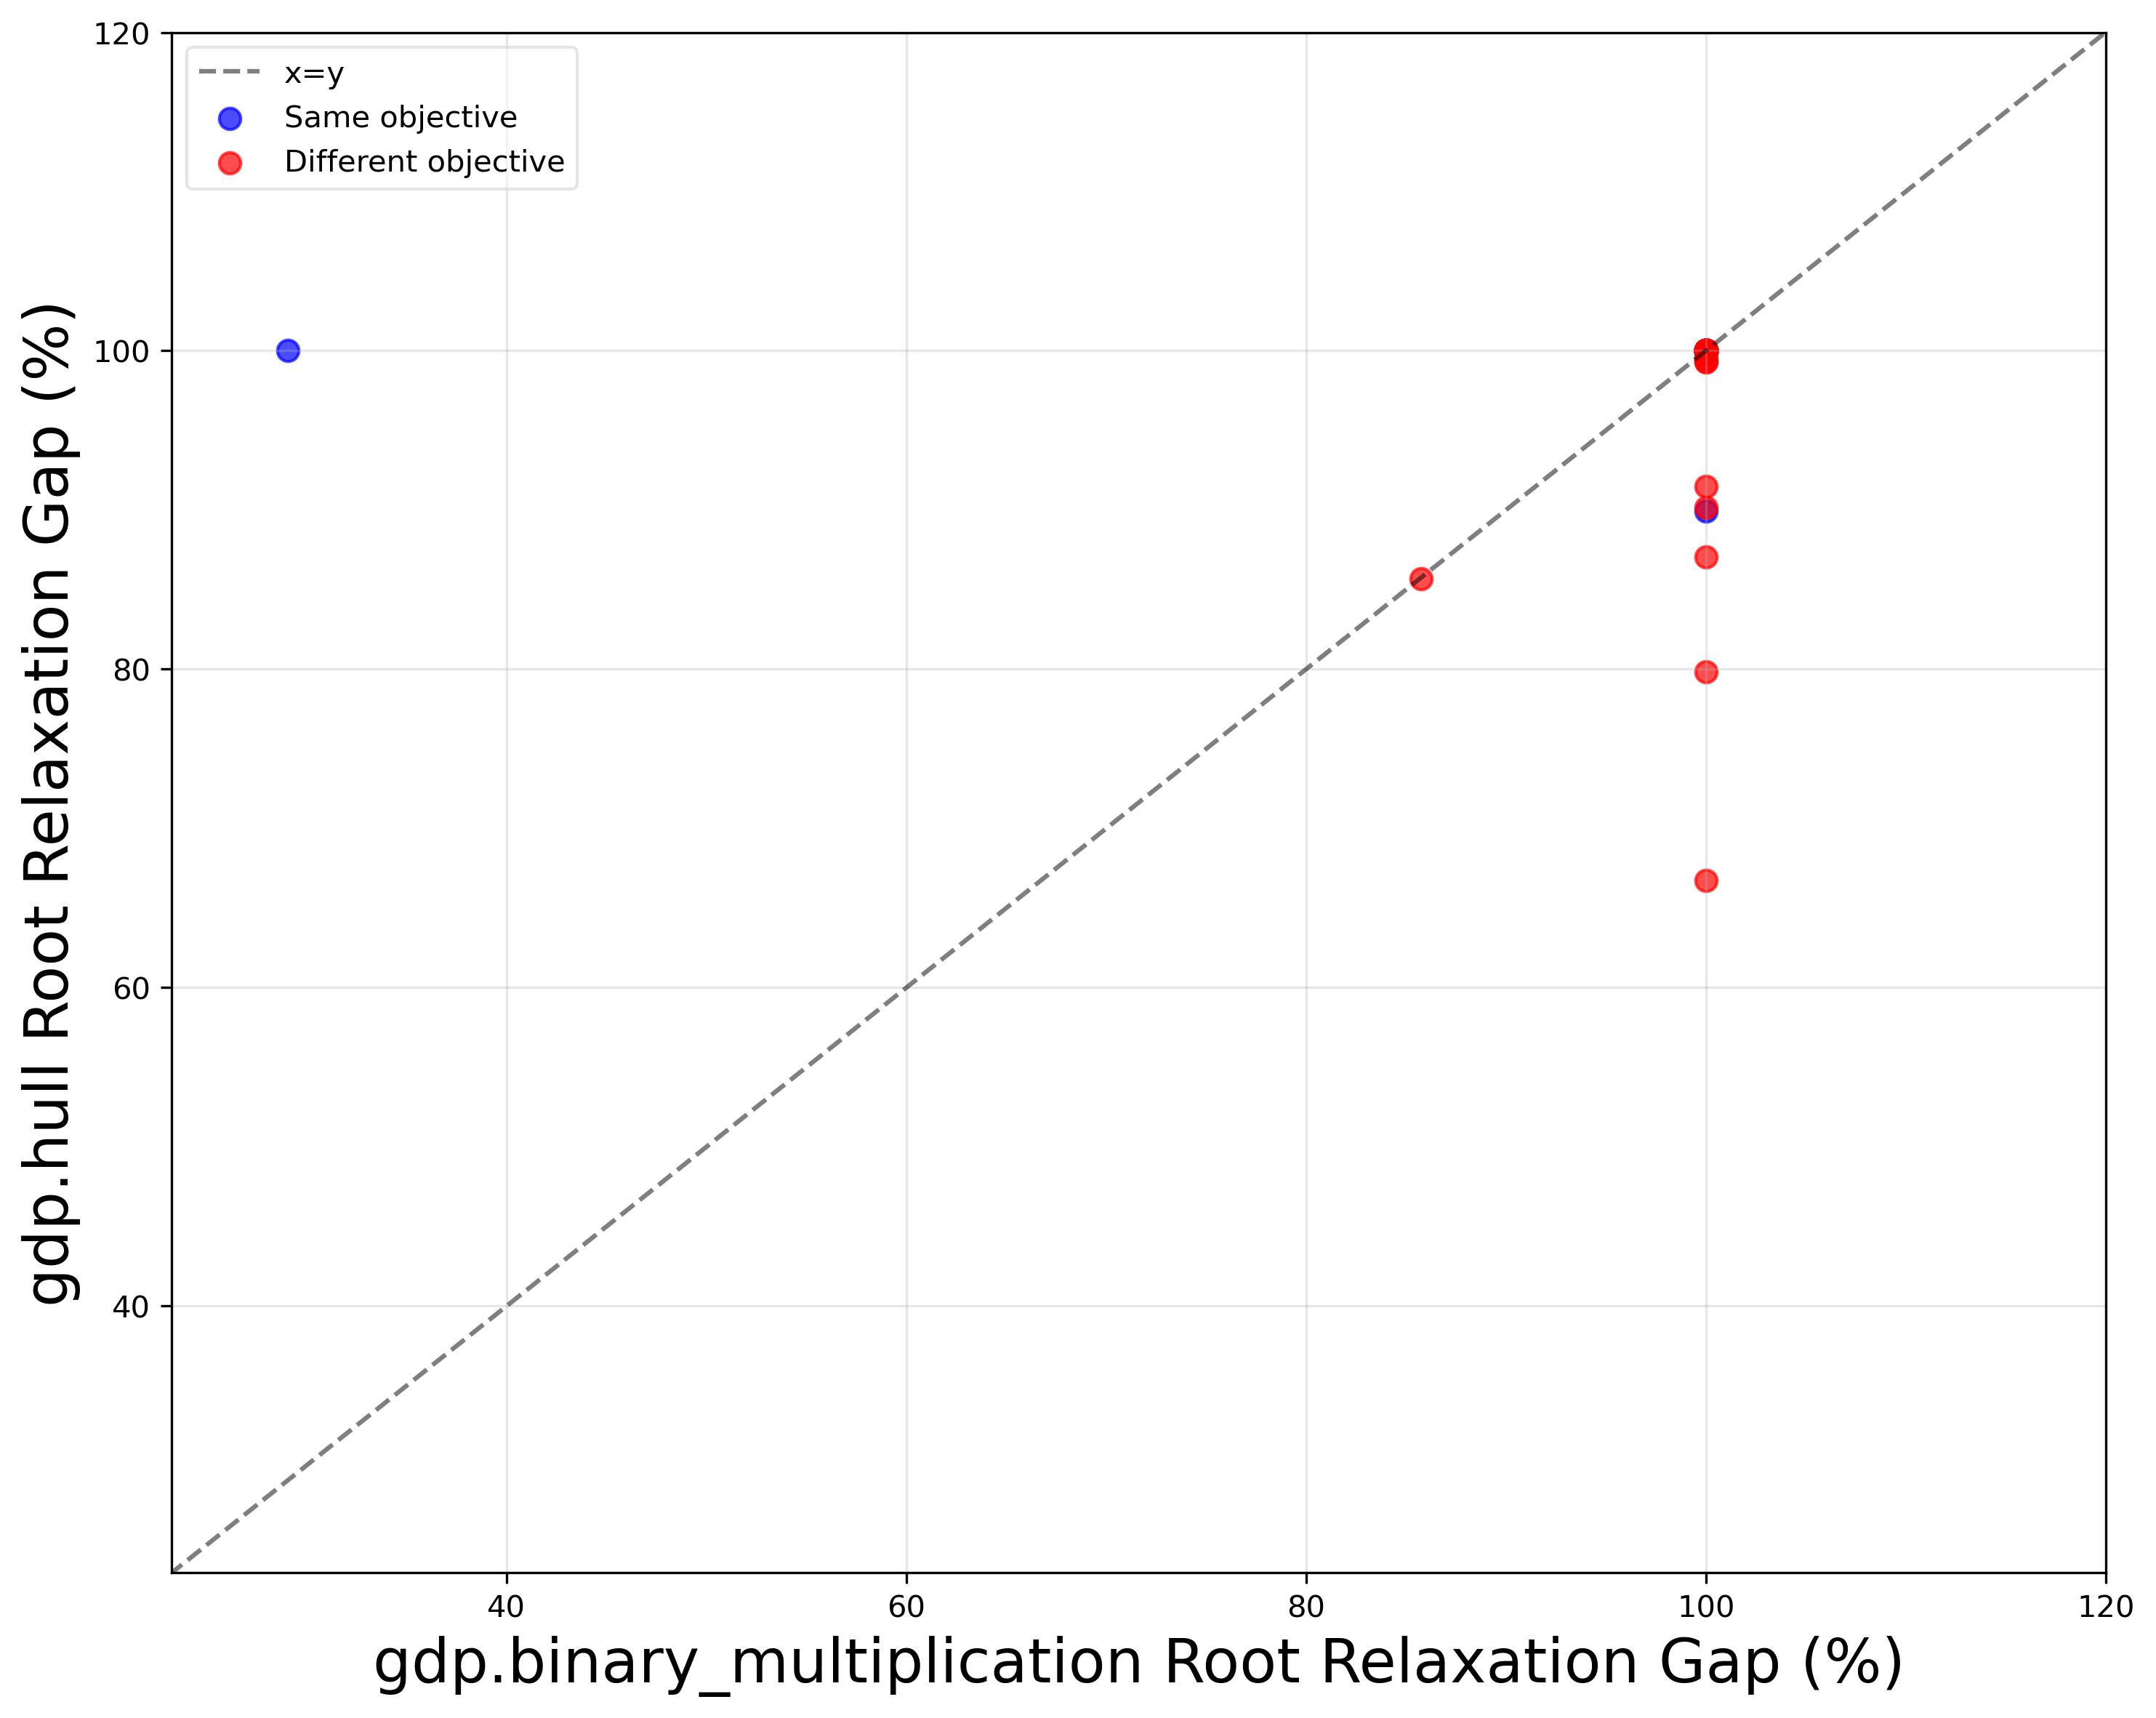 120
100
80
60
40
gdp.hull Root Relaxation Gap (%)
x=y
Same objective
Different objective
40
60
80
100
120
gdp.binary_multiplication Root Relaxation Gap (%)